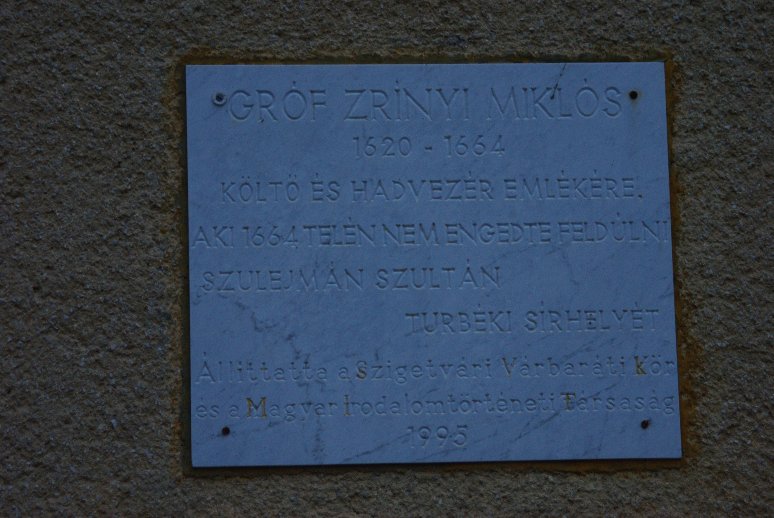 GRÓF ZRÍNYI MIKLÓS
1620 - 1664
KÖLTŐ ÉS HADVEZÉR EMLÉKÉRE.
AKI 1664 TELÉN NEM ENGEDTE FELDÚLNI
SZULEJMÁN SZULTÁN
TURBÉKI SÍRHELYÉT
Állíttatta a Szigetvári Várbaráti Kör
és a Magyar Irodalomtörténeti Társaság
1995